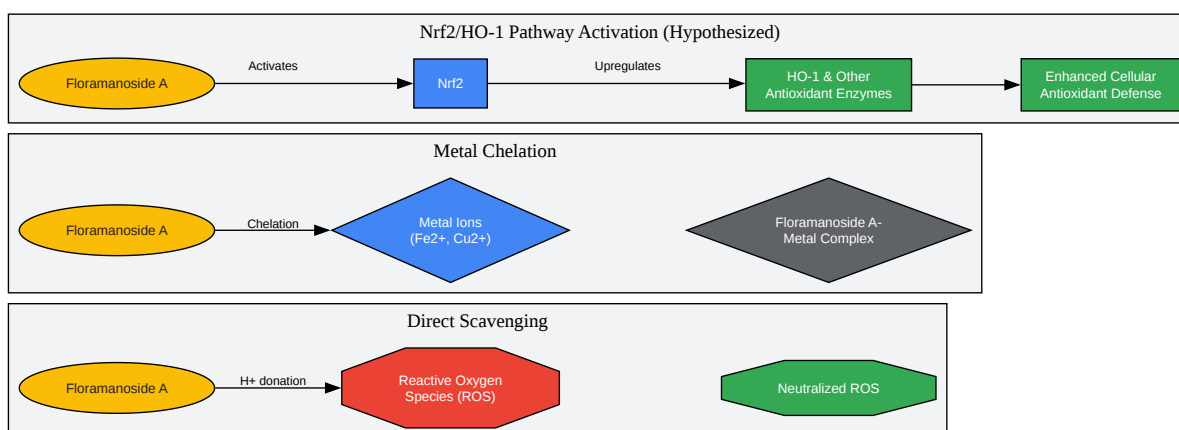 Nrf2/HO-1 Pathway Activation (Hypothesized)
Floramanoside A
Activates
Nrf2
Upregulates
HO-1 & Other
Antioxidant Enzymes
Enhanced Cellular
Antioxidant Defense
Metal Chelation
Floramanoside A
Chelation
Metal Ions
(Fe2+, Cu2+)
Floramanoside A-
Metal Complex
Direct Scavenging
Floramanoside A
H+ donation
Reactive Oxygen
Species (ROS)
Neutralized ROS